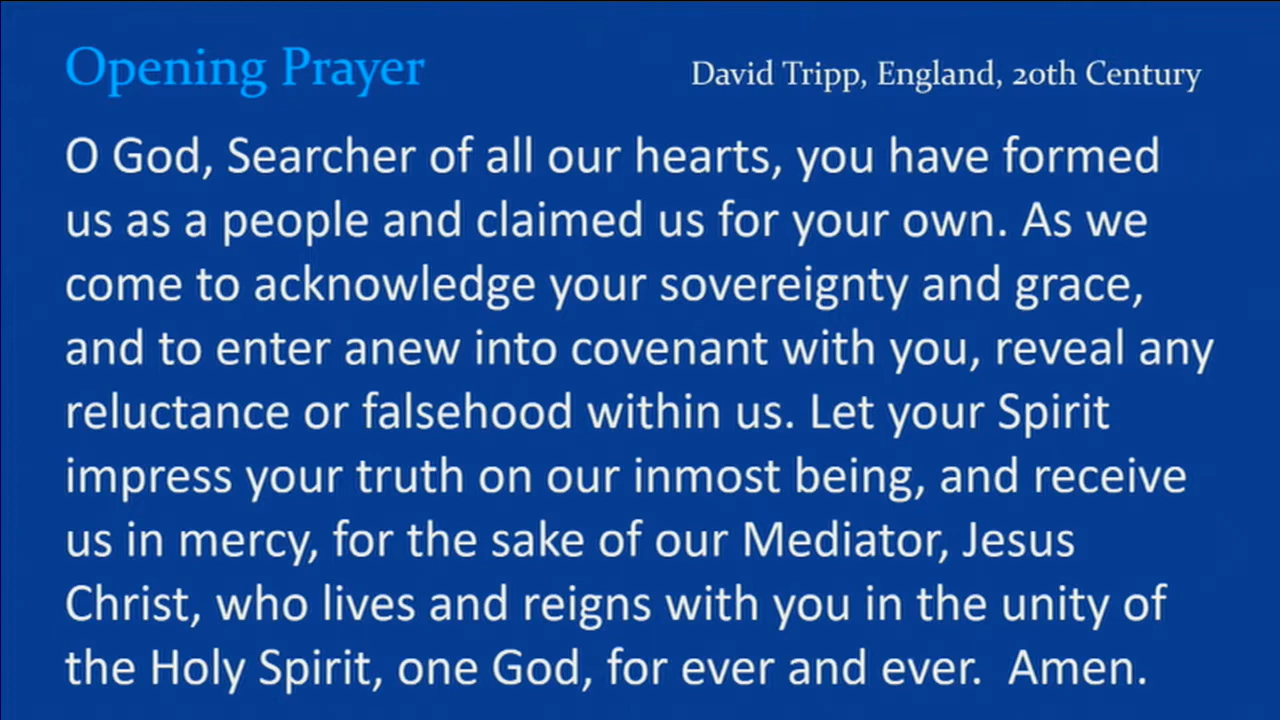 Opening Prayer
David Tripp, England, 20th Century
O God, Searcher of all our hearts, you have formed
us as a people and claimed us for your own. As we
come to acknowledge your sovereignty and grace,
and to enter anew into covenant with you, reveal any
reluctance or falsehood within us. Let your Spirit
impress your truth on our inmost being, and receive
us in mercy, for the sake of our Mediator, Jesus
Christ, who lives and reigns with you in the unity of
the Holy Spirit, one God, for ever and ever.  Amen.